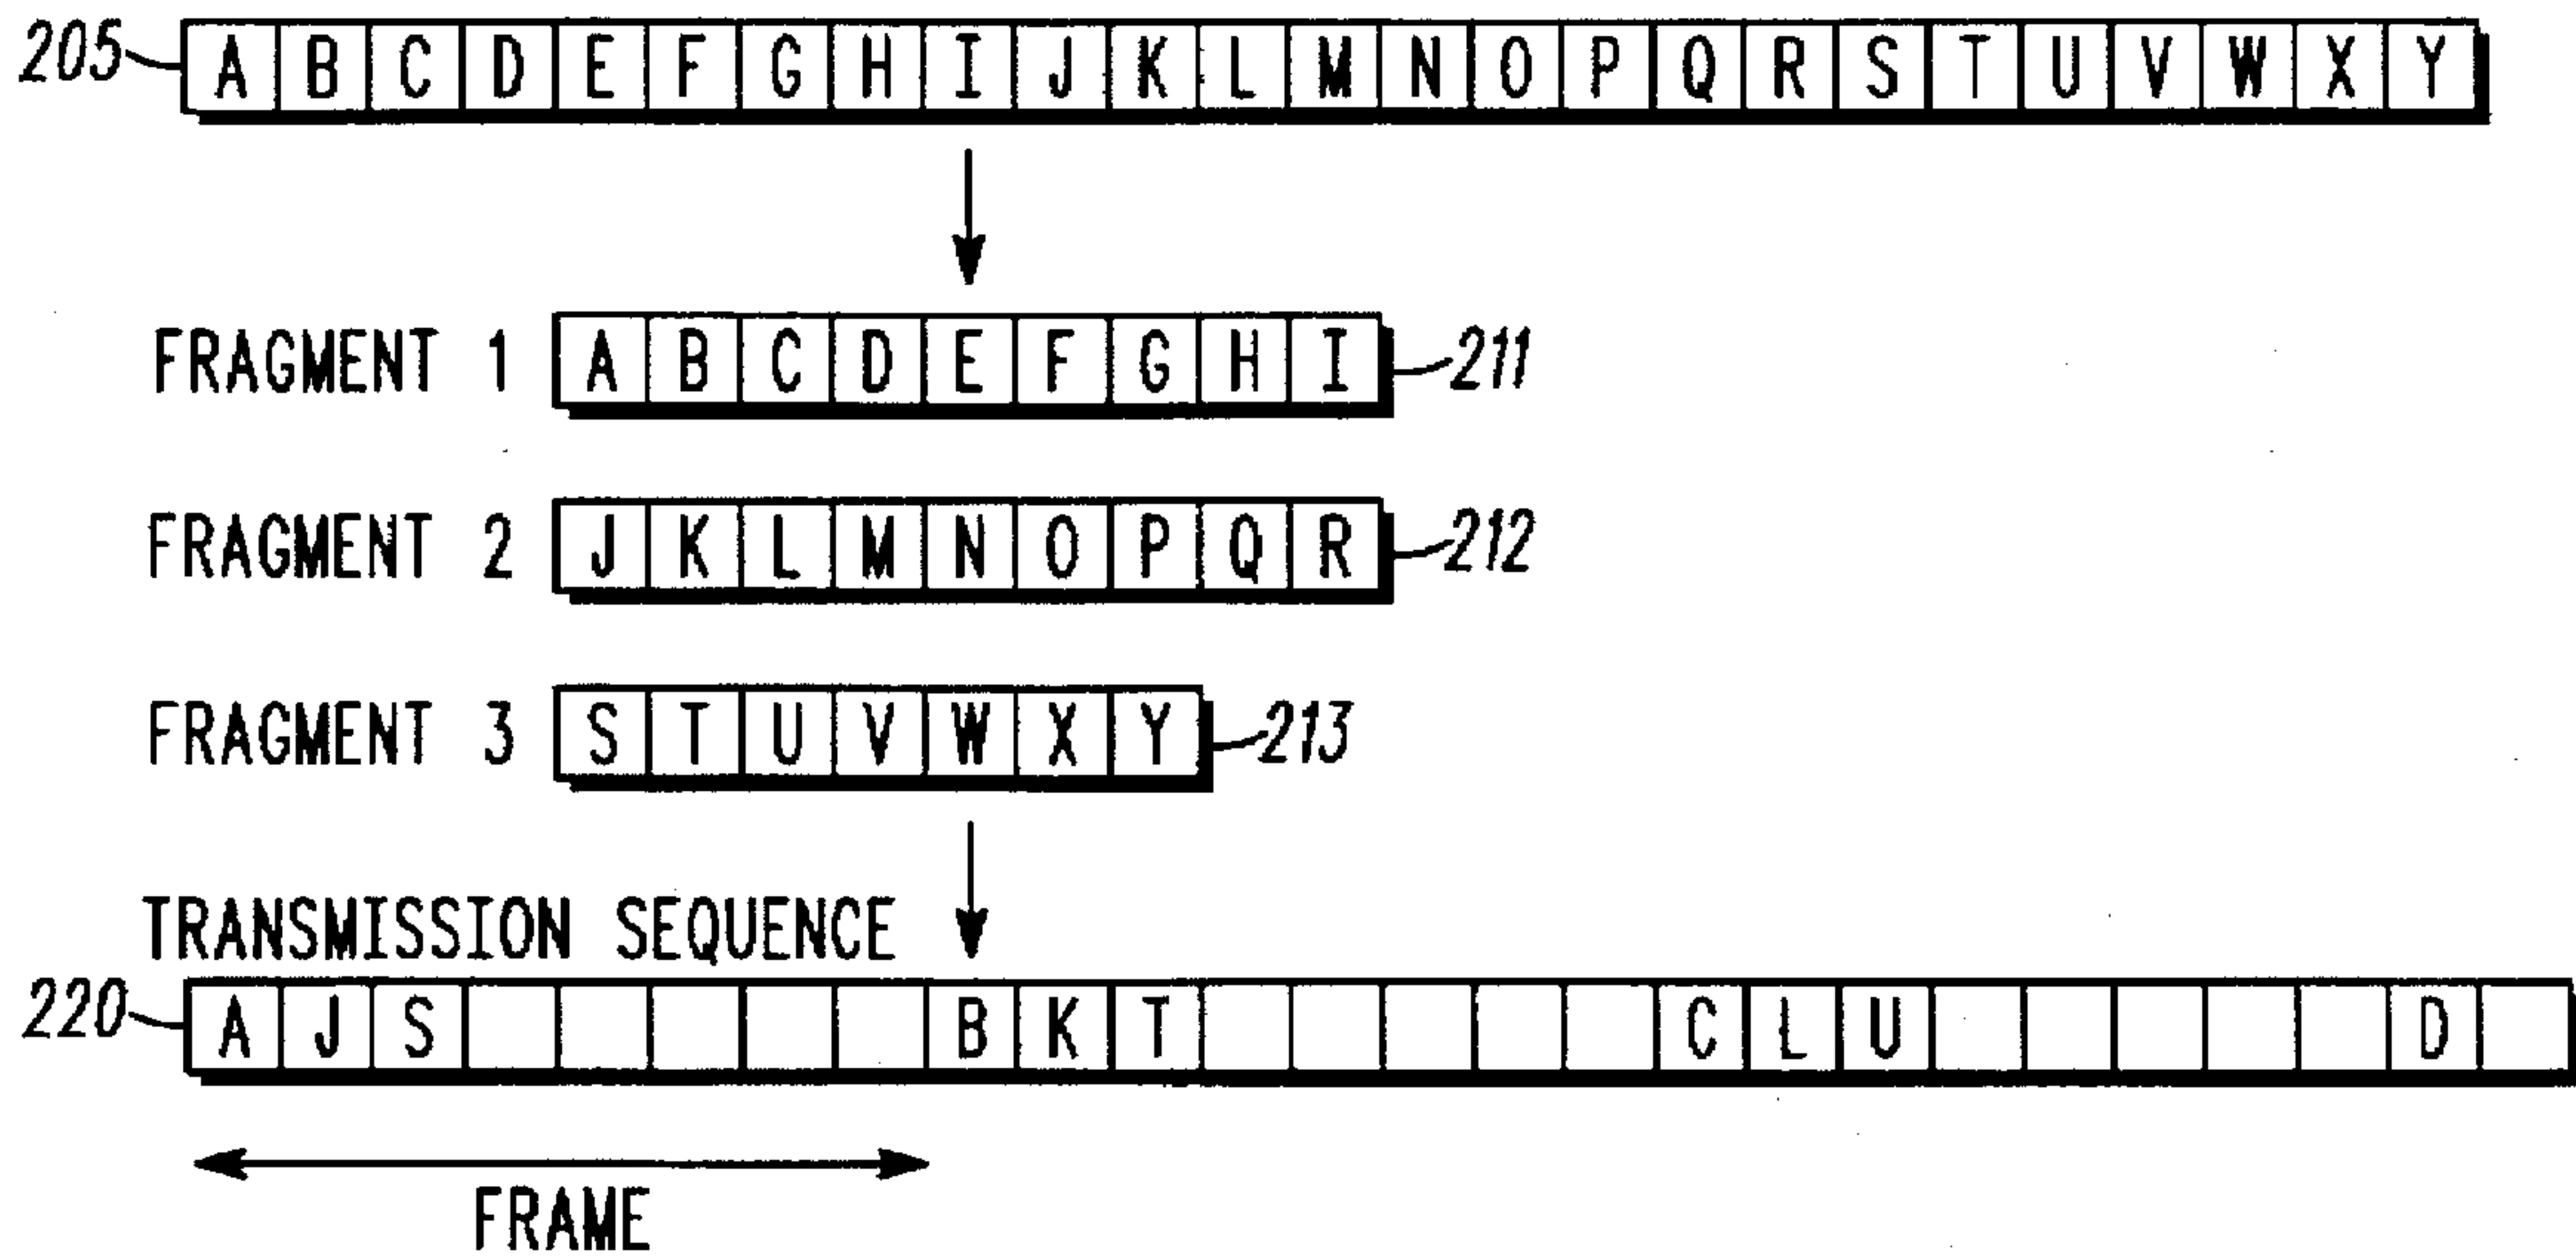 205 A B C D E F G H I J K L M N O P Q R S T U V W X Y
FRAGMENT 1 A B C D E F G H I 211
FRAGMENT 2 J K L M N O P Q R 212
FRAGMENT 3 S T U V W X Y 213
TRANSMISSION SEQUENCE
220 A J S B K T C L U D
FRAME